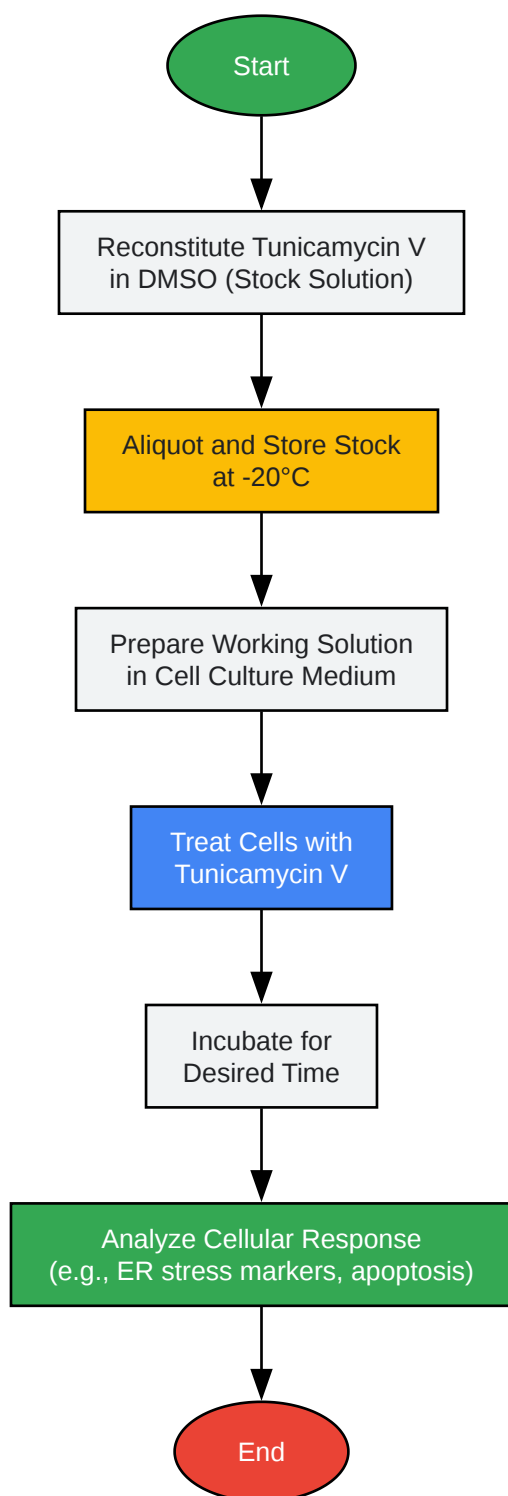 Start
Reconstitute Tunicamycin V
in DMSO (Stock Solution)
Aliquot and Store Stock
at -20°C
Prepare Working Solution
in Cell Culture Medium
Treat Cells with
Tunicamycin V
Incubate for
Desired Time
Analyze Cellular Response
(e.g., ER stress markers, apoptosis)
End